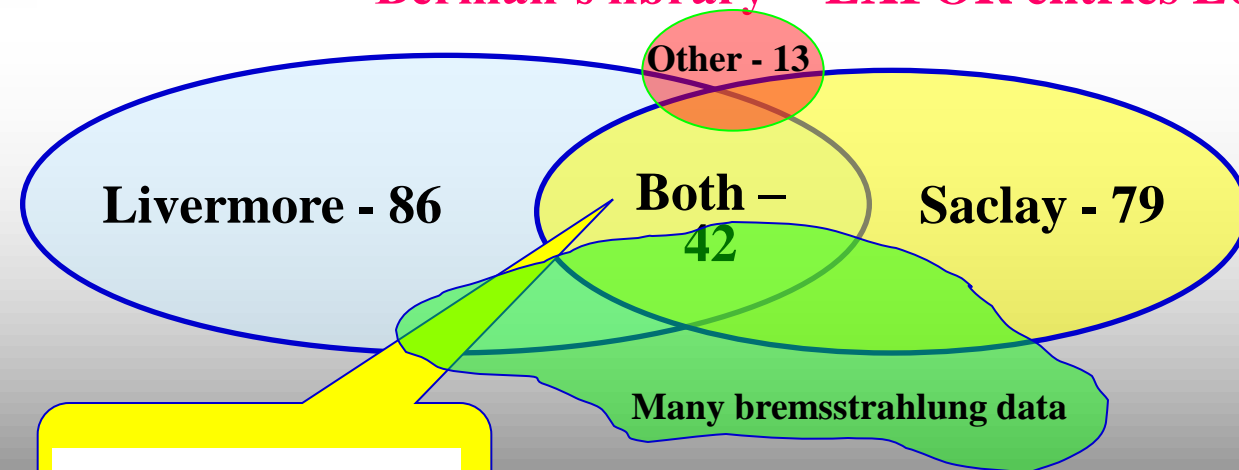 Other - 13
Livermore - 86
Both –
42
Saclay - 79
Many bremsstrahlung data